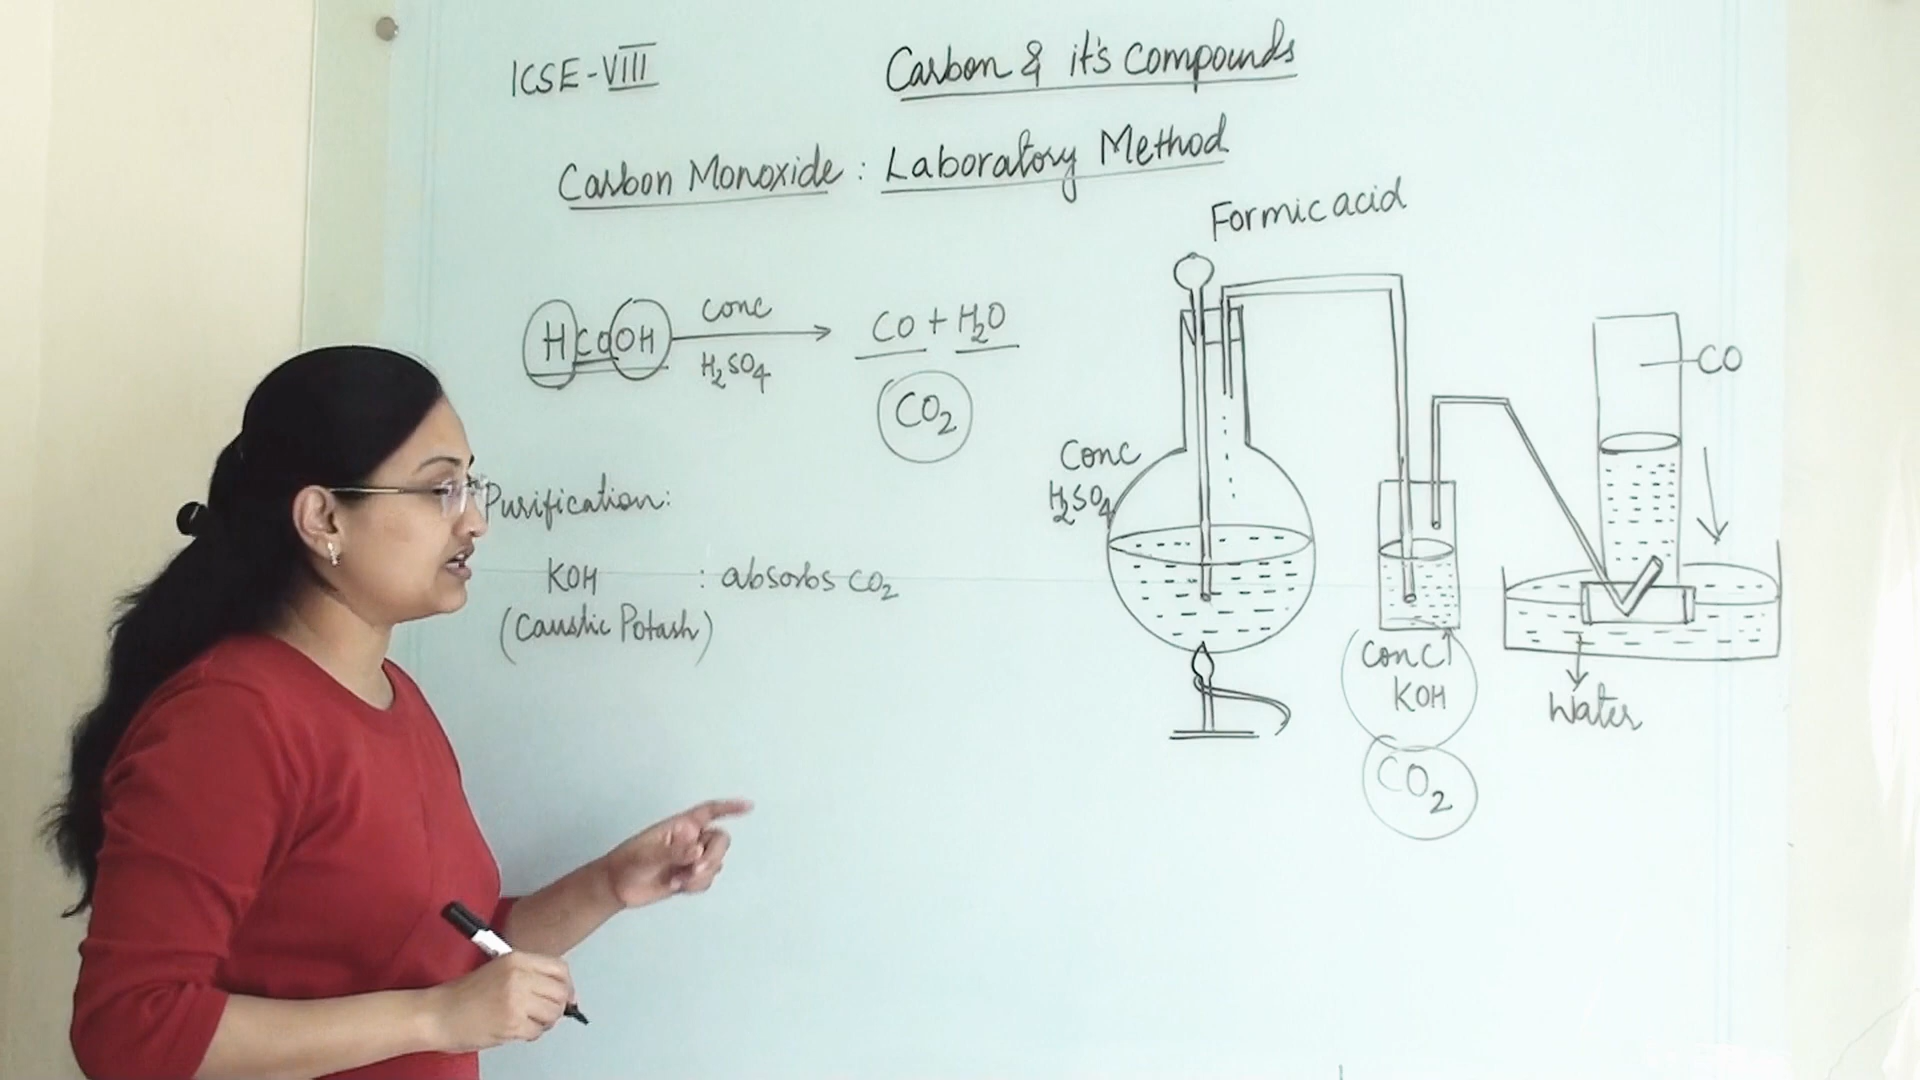 ICSE-VIII
Carbon & it's Compounds
Carbon Monoxide : Laboratory Method
HCOOH conc H₂SO₄ → CO + H₂O
CO₂
Purification:
KOH : absorbs CO₂
(Caustic Potash)
Formic acid
Conc
H₂SO₄
CO
Conc
KOH
CO₂
Water